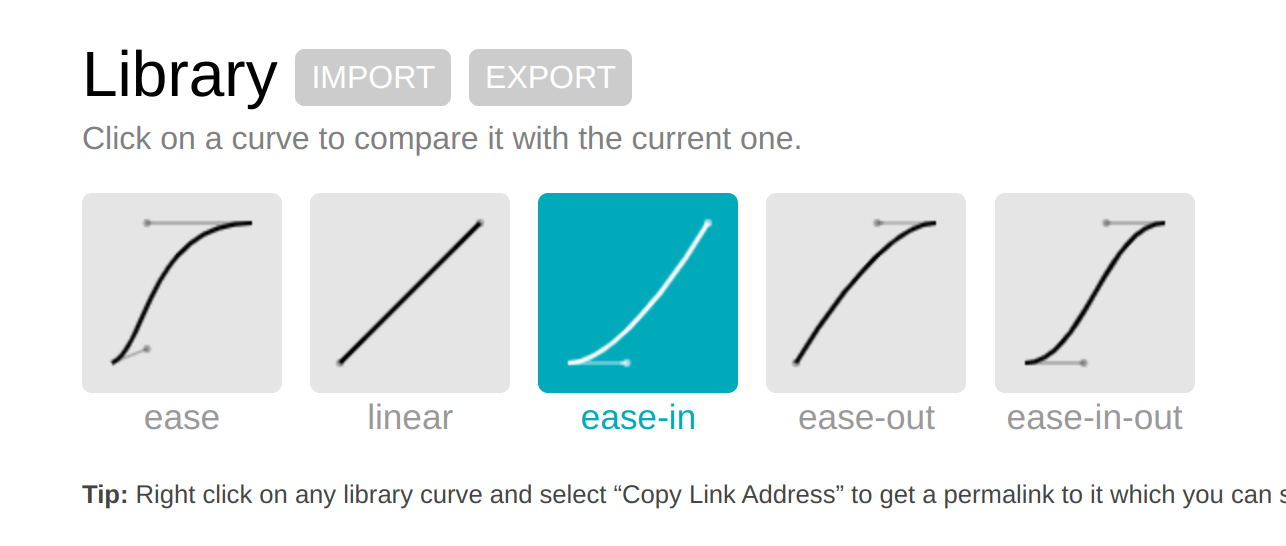 Library IMPORT EXPORT
Click on a curve to compare it with the current one.
ease linear ease-in ease-out ease-in-out
Tip: Right click on any library curve and select “Copy Link Address” to get a permalink to it which you can